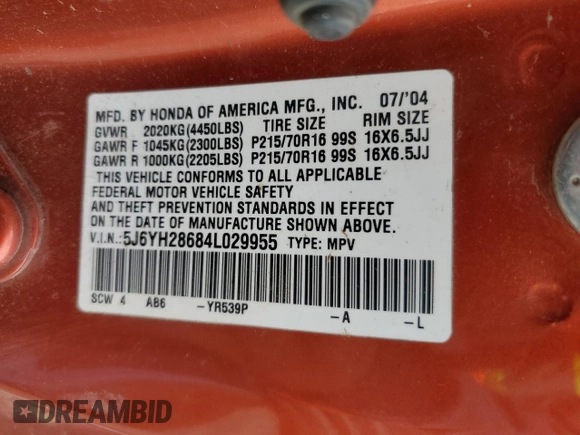 MFD. BY HONDA OF AMERICA MFG., INC. 07/'04
GVWR 2020KG(4450LBS) TIRE SIZE RIM SIZE
GAWR F 1045KG(2300LBS) P215/70R16 99S 16X6.5JJ
GAWR R 1000KG(2205LBS) P215/70R16 99S 16X6.5JJ
THIS VEHICLE CONFORMS TO ALL APPLICABLE
FEDERAL MOTOR VEHICLE SAFETY
AND THEFT PREVENTION STANDARDS IN EFFECT
ON THE DATE OF MANUFACTURE SHOWN ABOVE.
V.I.N.:5J6YH28684L029955 TYPE: MPV
SCW 4 AB6 -YR539P -A -L
DREAMBID